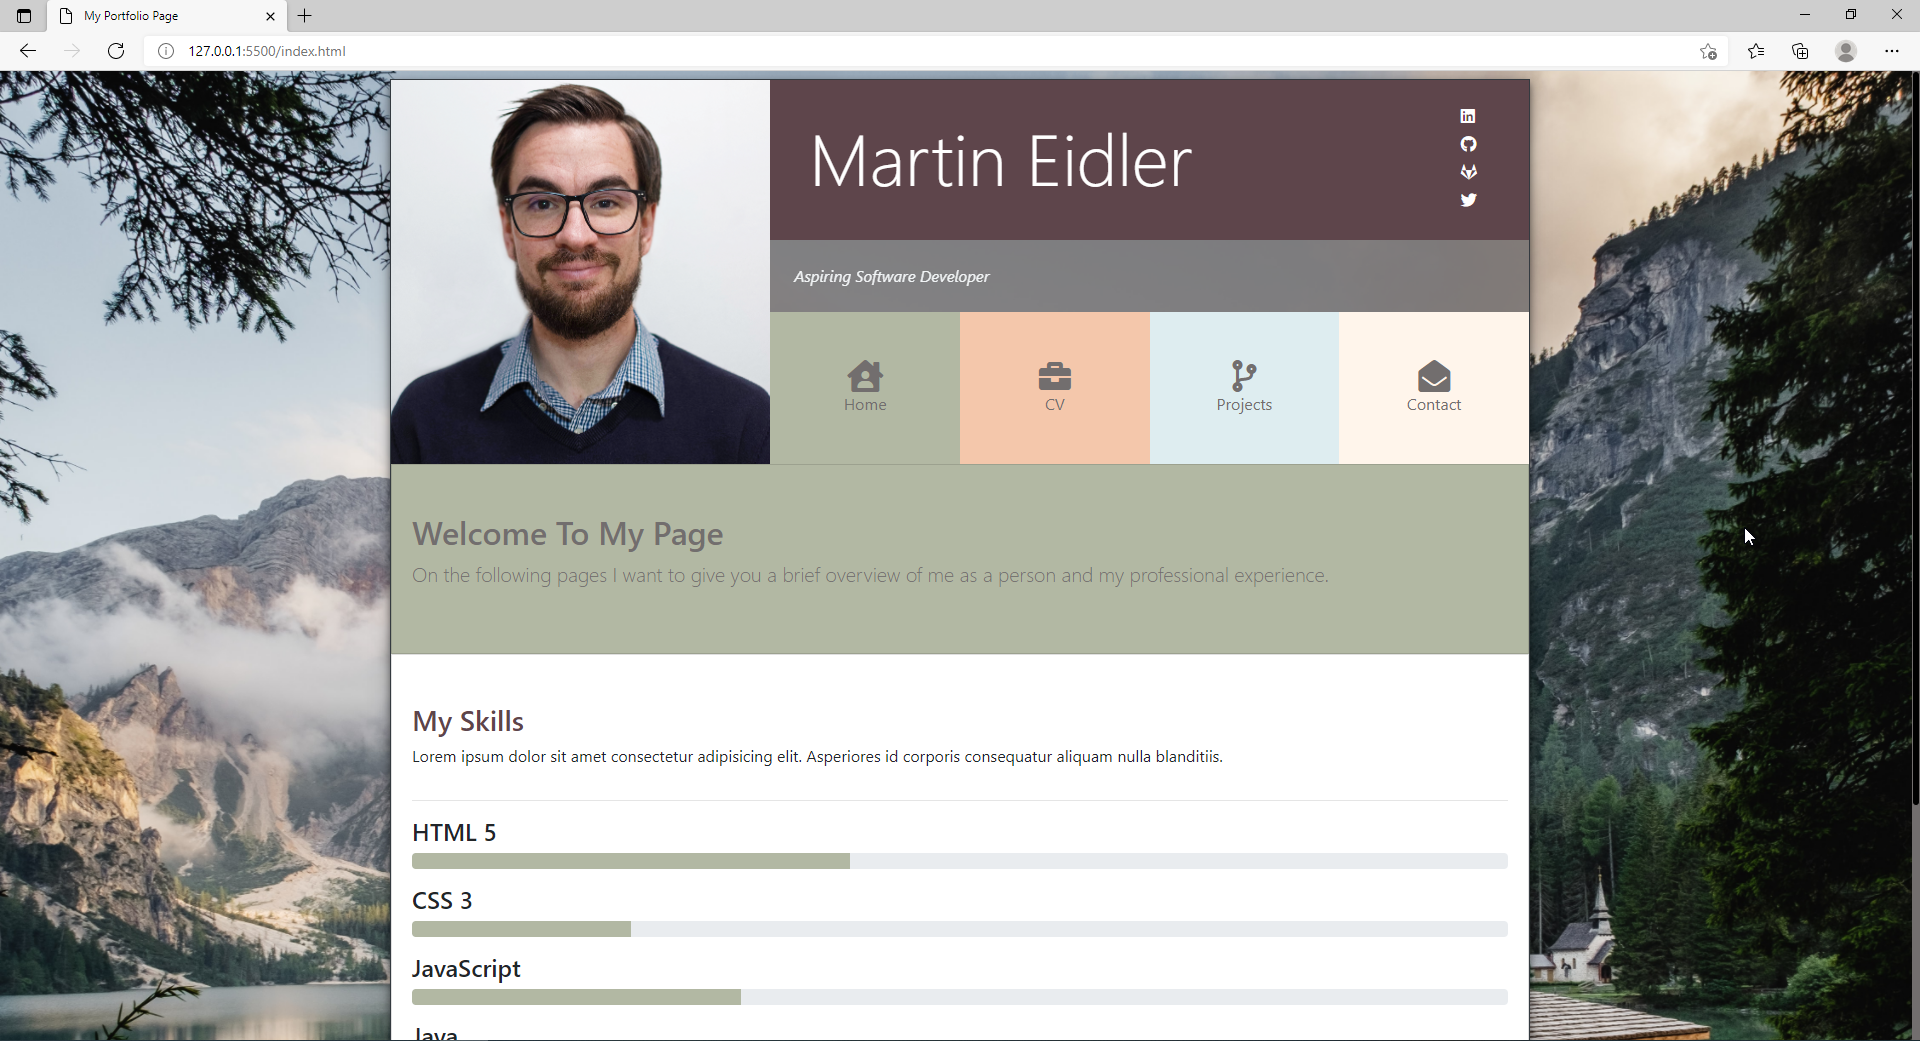 My Portfolio Page
127.0.0.1:5500/index.html
Martin Eidler
in
Aspiring Software Developer
Home
CV
Projects
Contact
Welcome To My Page
On the following pages I want to give you a brief overview of me as a person and my professional experience.
My Skills
Lorem ipsum dolor sit amet consectetur adipisicing elit. Asperiores id corporis consequatur aliquam nulla blanditiis.
HTML 5
CSS 3
JavaScript
Java